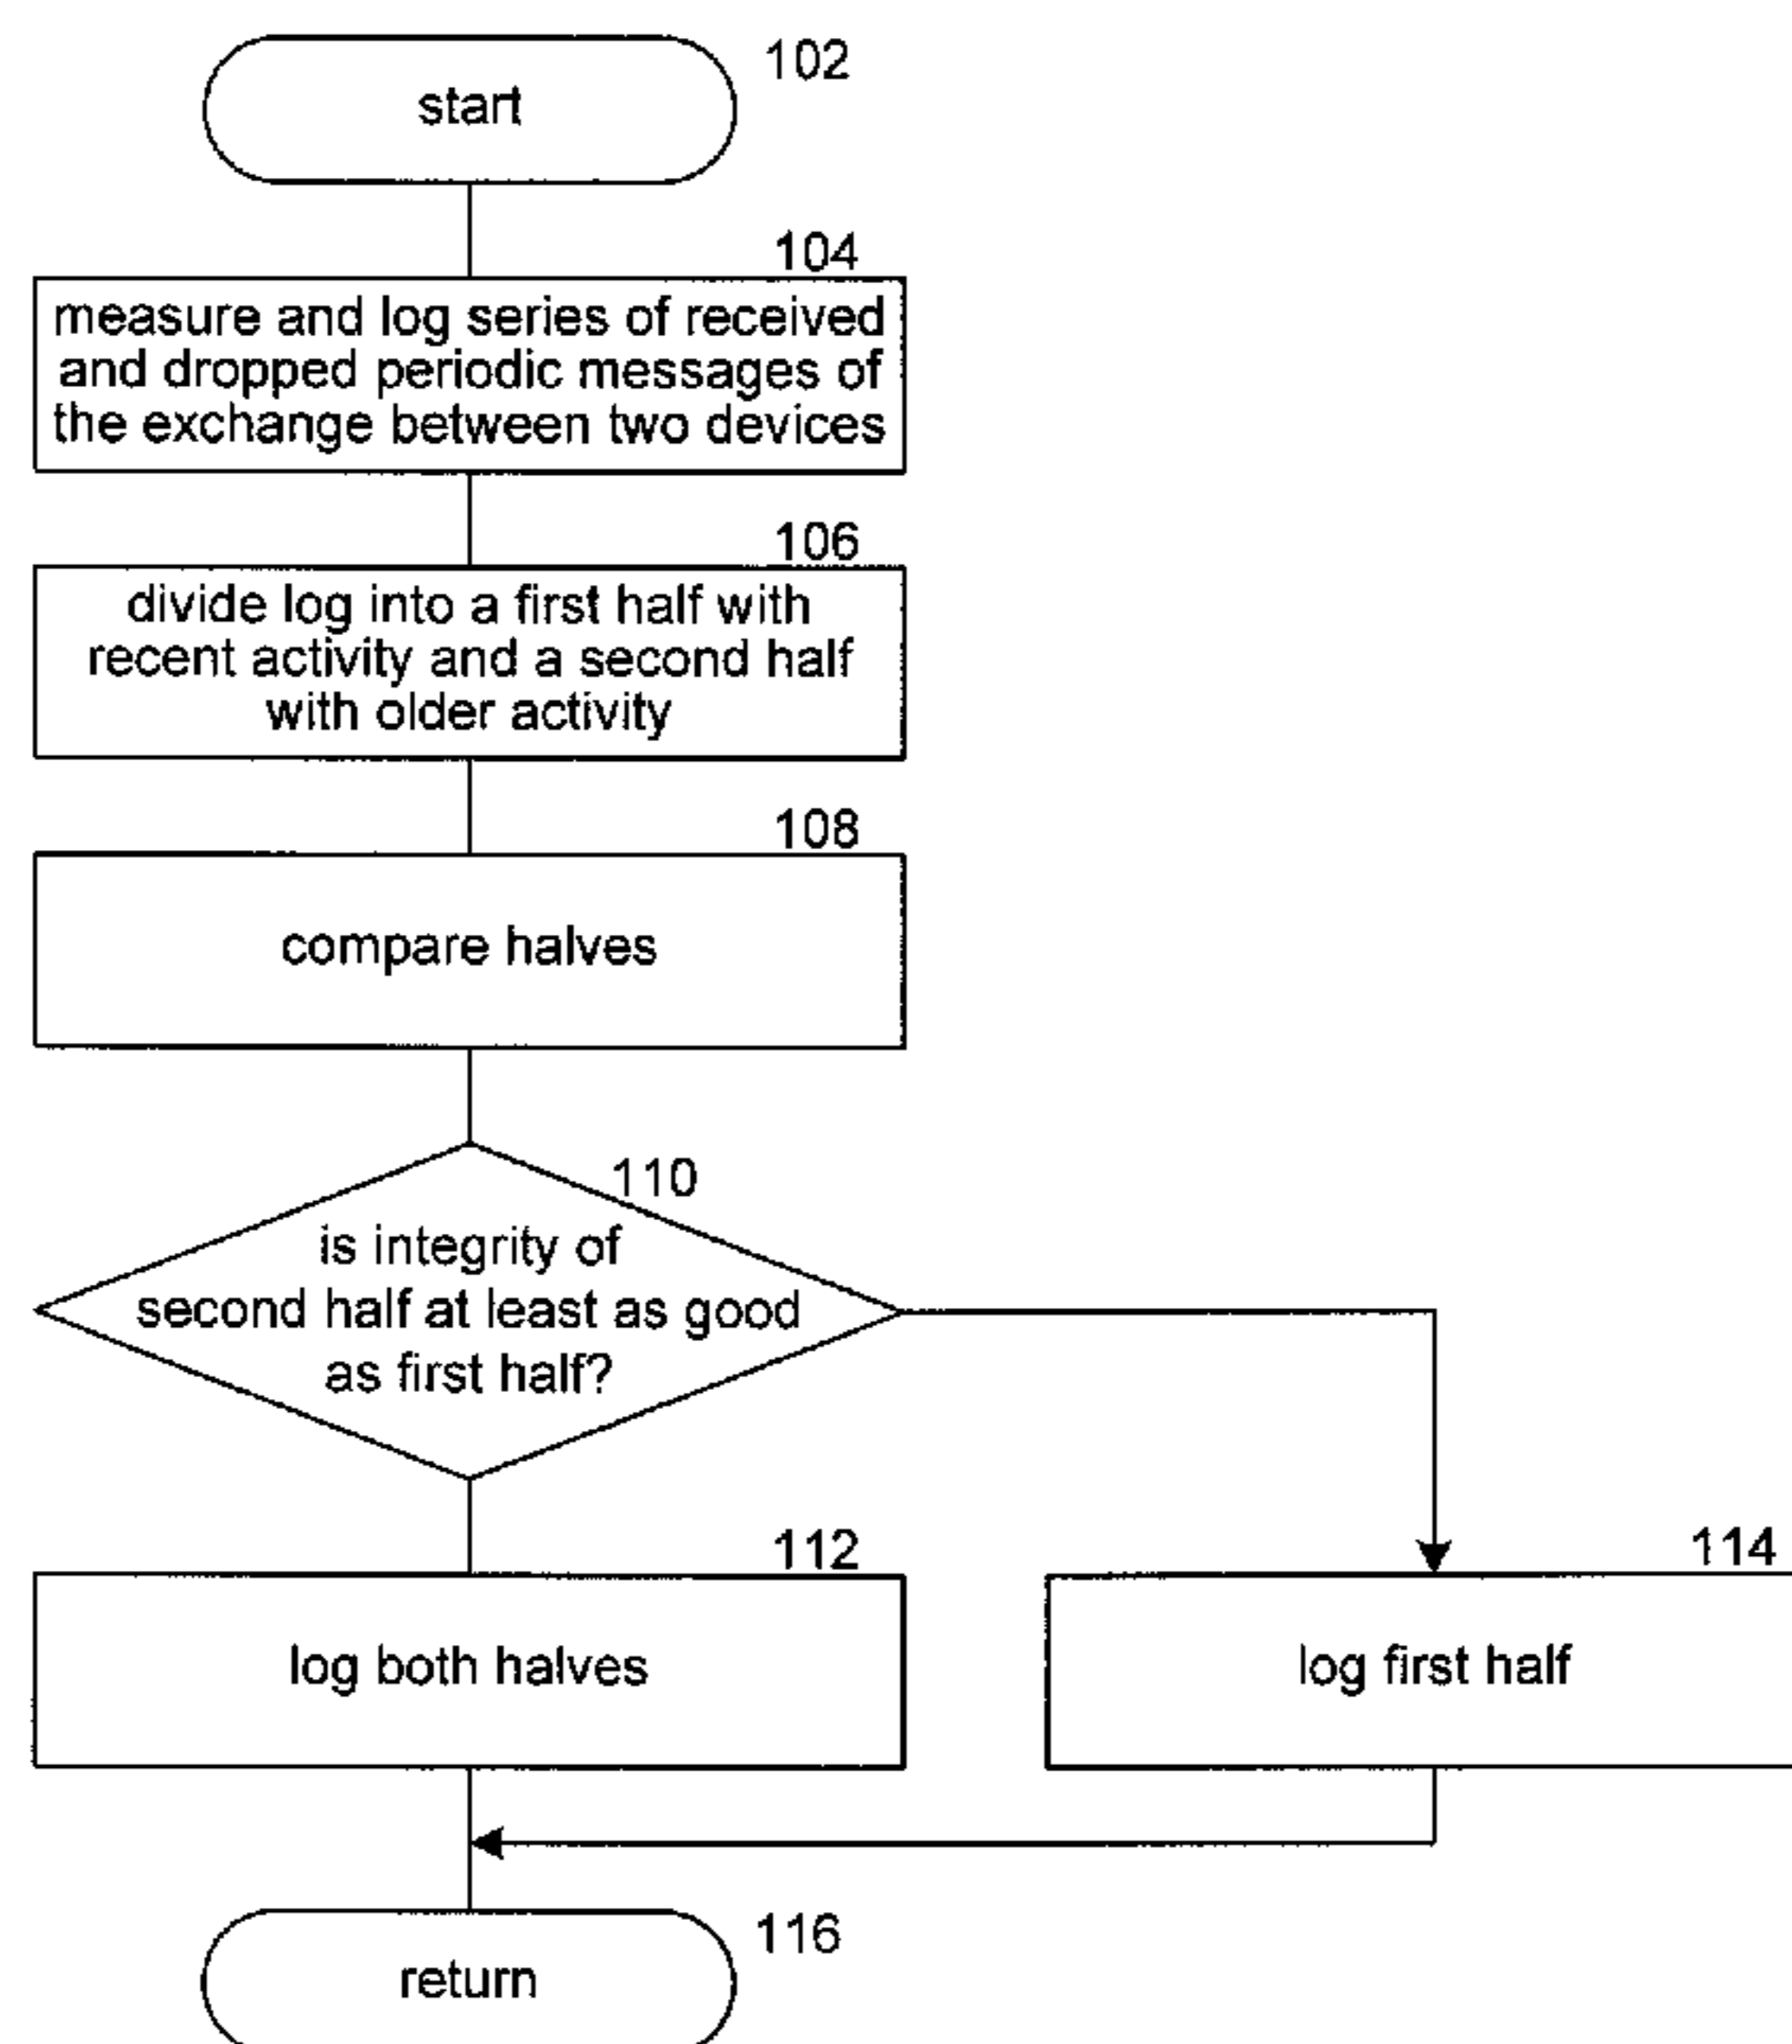 start
102
104
measure and log series of received
and dropped periodic messages of
the exchange between two devices
106
divide log into a first half with
recent activity and a second half
with older activity
108
compare halves
110
is integrity of
second half at least as good
as first half?
112
log both halves
114
log first half
116
return